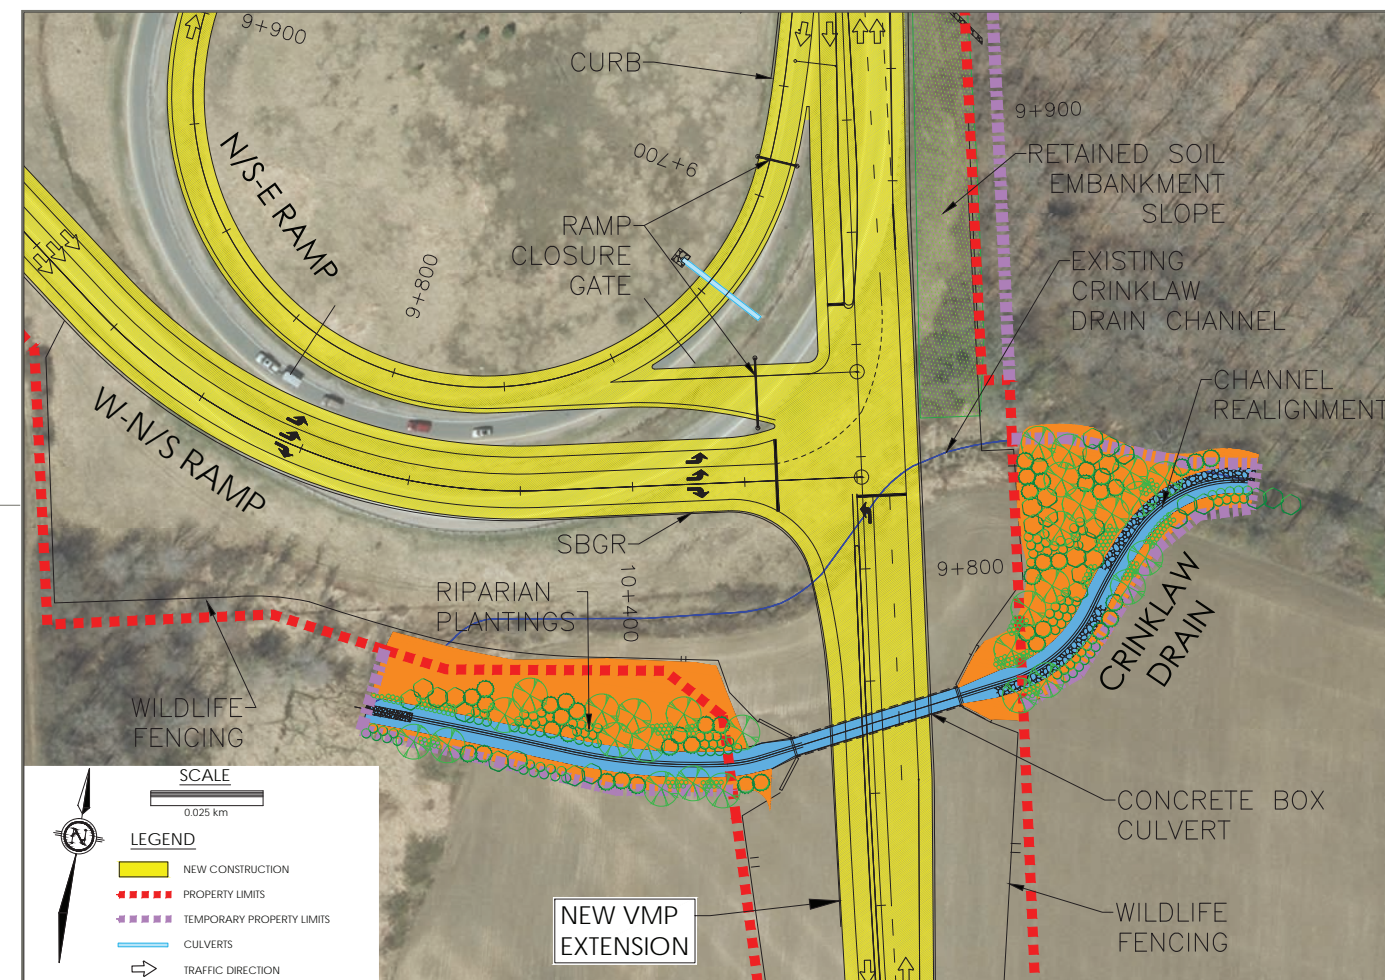 9+900
CURB
9+900
N/S-E RAMP
9+700
RETAINED SOIL
EMBANKMENT
SLOPE
RAMP
CLOSURE
GATE
9+800
EXISTING
CRINKLAW
DRAIN CHANNEL
CHANNEL
REALIGNMENT
W-N/S RAMP
SBGR
9+800
10+400
RIPARIAN
PLANTINGS
CRINKLAW
DRAIN
WILDLIFE
FENCING
CONCRETE BOX
CULVERT
NEW VMP
EXTENSION
WILDLIFE
FENCING
SCALE
0.025 km
N
LEGEND
NEW CONSTRUCTION
PROPERTY LIMITS
TEMPORARY PROPERTY LIMITS
CULVERTS
TRAFFIC DIRECTION